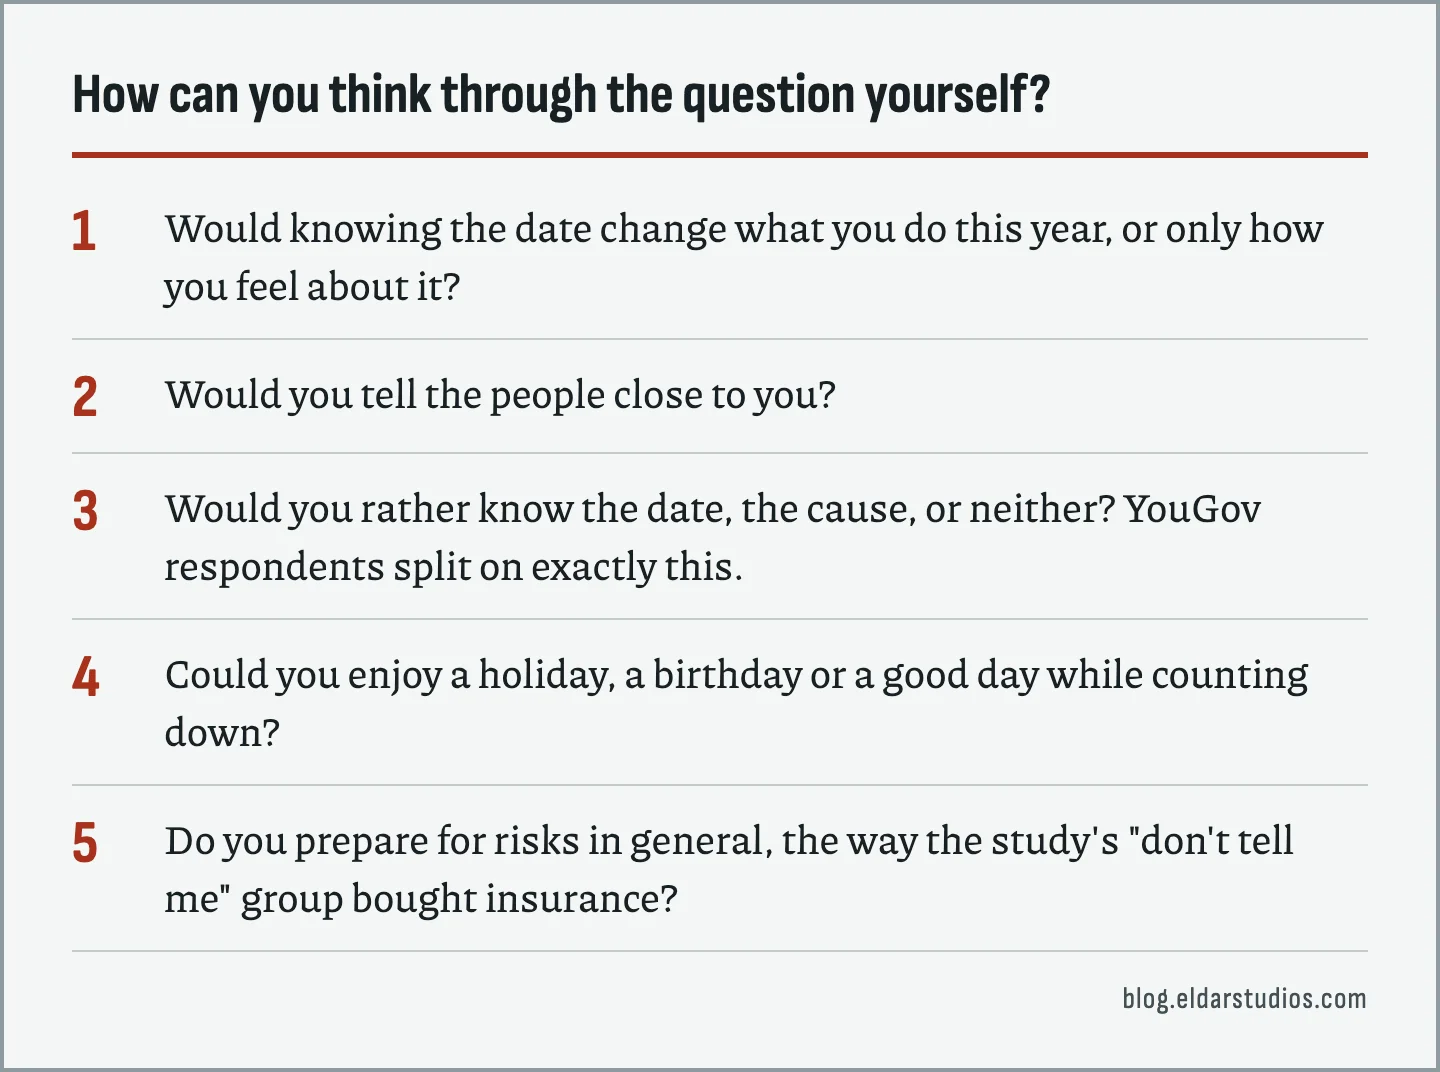 How can you think through the question yourself?
1 Would knowing the date change what you do this year, or only how
you feel about it?
2 Would you tell the people close to you?
3 Would you rather know the date, the cause, or neither? YouGov
respondents split on exactly this.
4 Could you enjoy a holiday, a birthday or a good day while counting
down?
5 Do you prepare for risks in general, the way the study's "don't tell
me" group bought insurance?
blog.eldarstudios.com